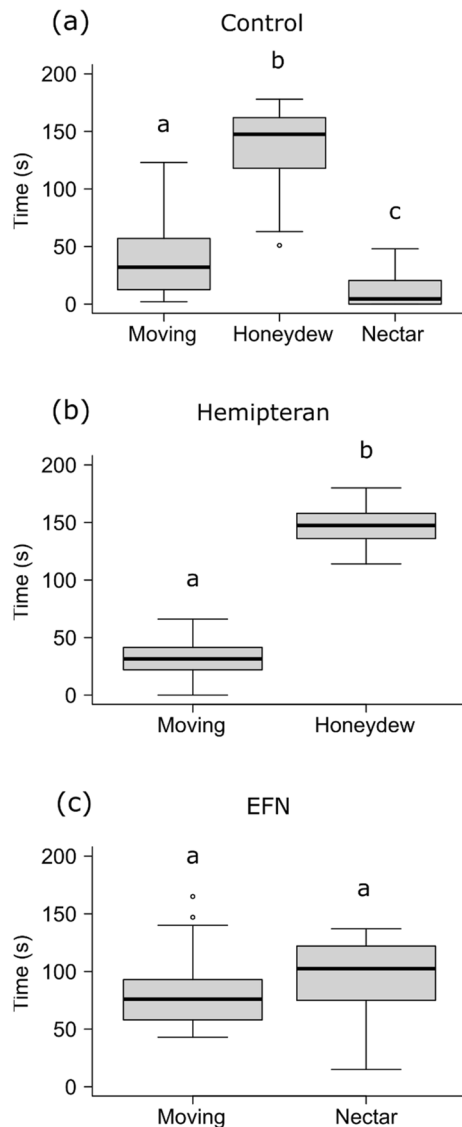 (a) Control
200
150
100
50
0
Time (s)
a
b
c
Moving Honeydew Nectar
(b) Hemipteran
200
150
100
50
0
Time (s)
a
b
Moving Honeydew
(c) EFN
200
150
100
50
0
Time (s)
a
a
Moving Nectar